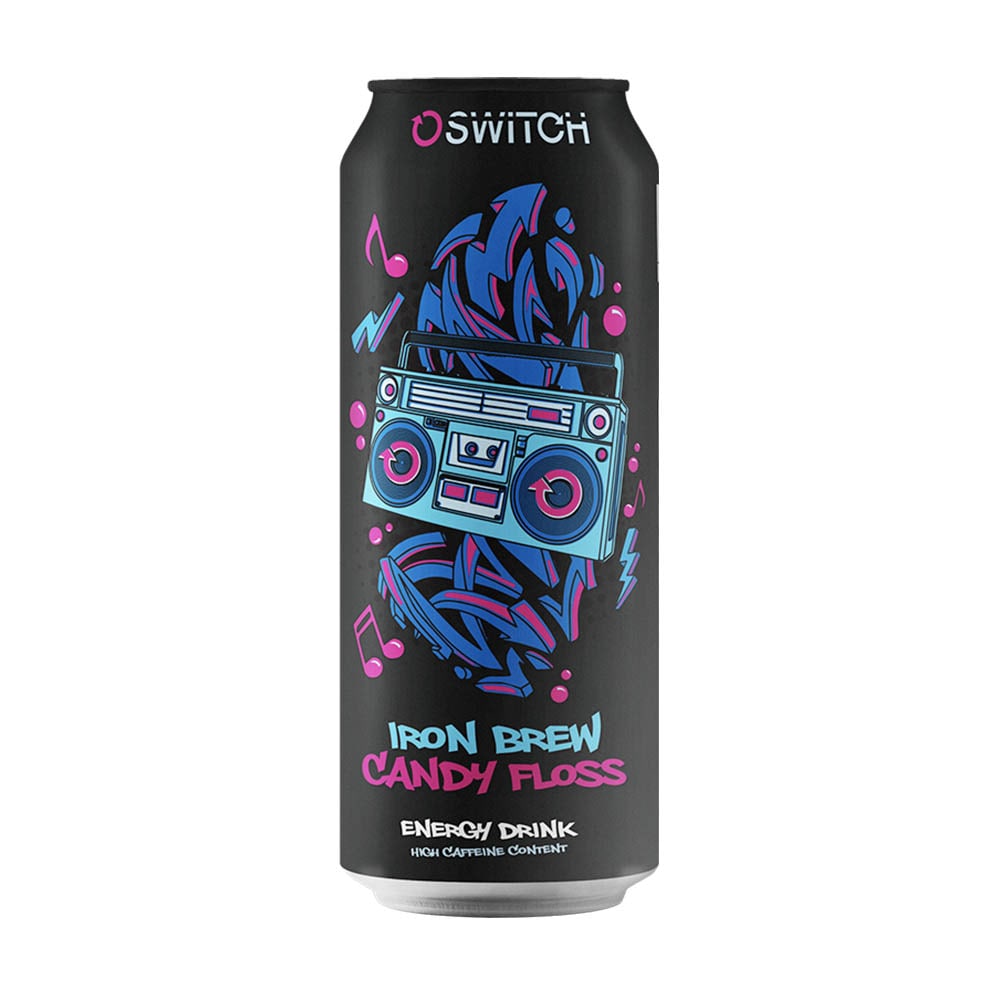 SWITCH
IRON BREW
CANDY FLOSS
ENERGY DRINK
HIGH CAFFEINE CONTENT